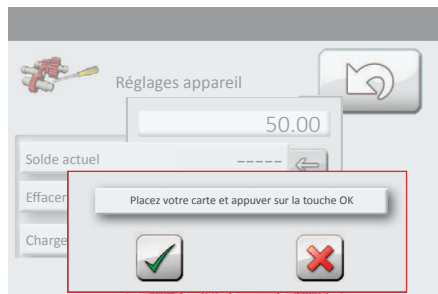 Réglages appareil
50.00
Solde actuel -----
Effacer
Charge
Placez votre carte et appuyer sur la touche OK